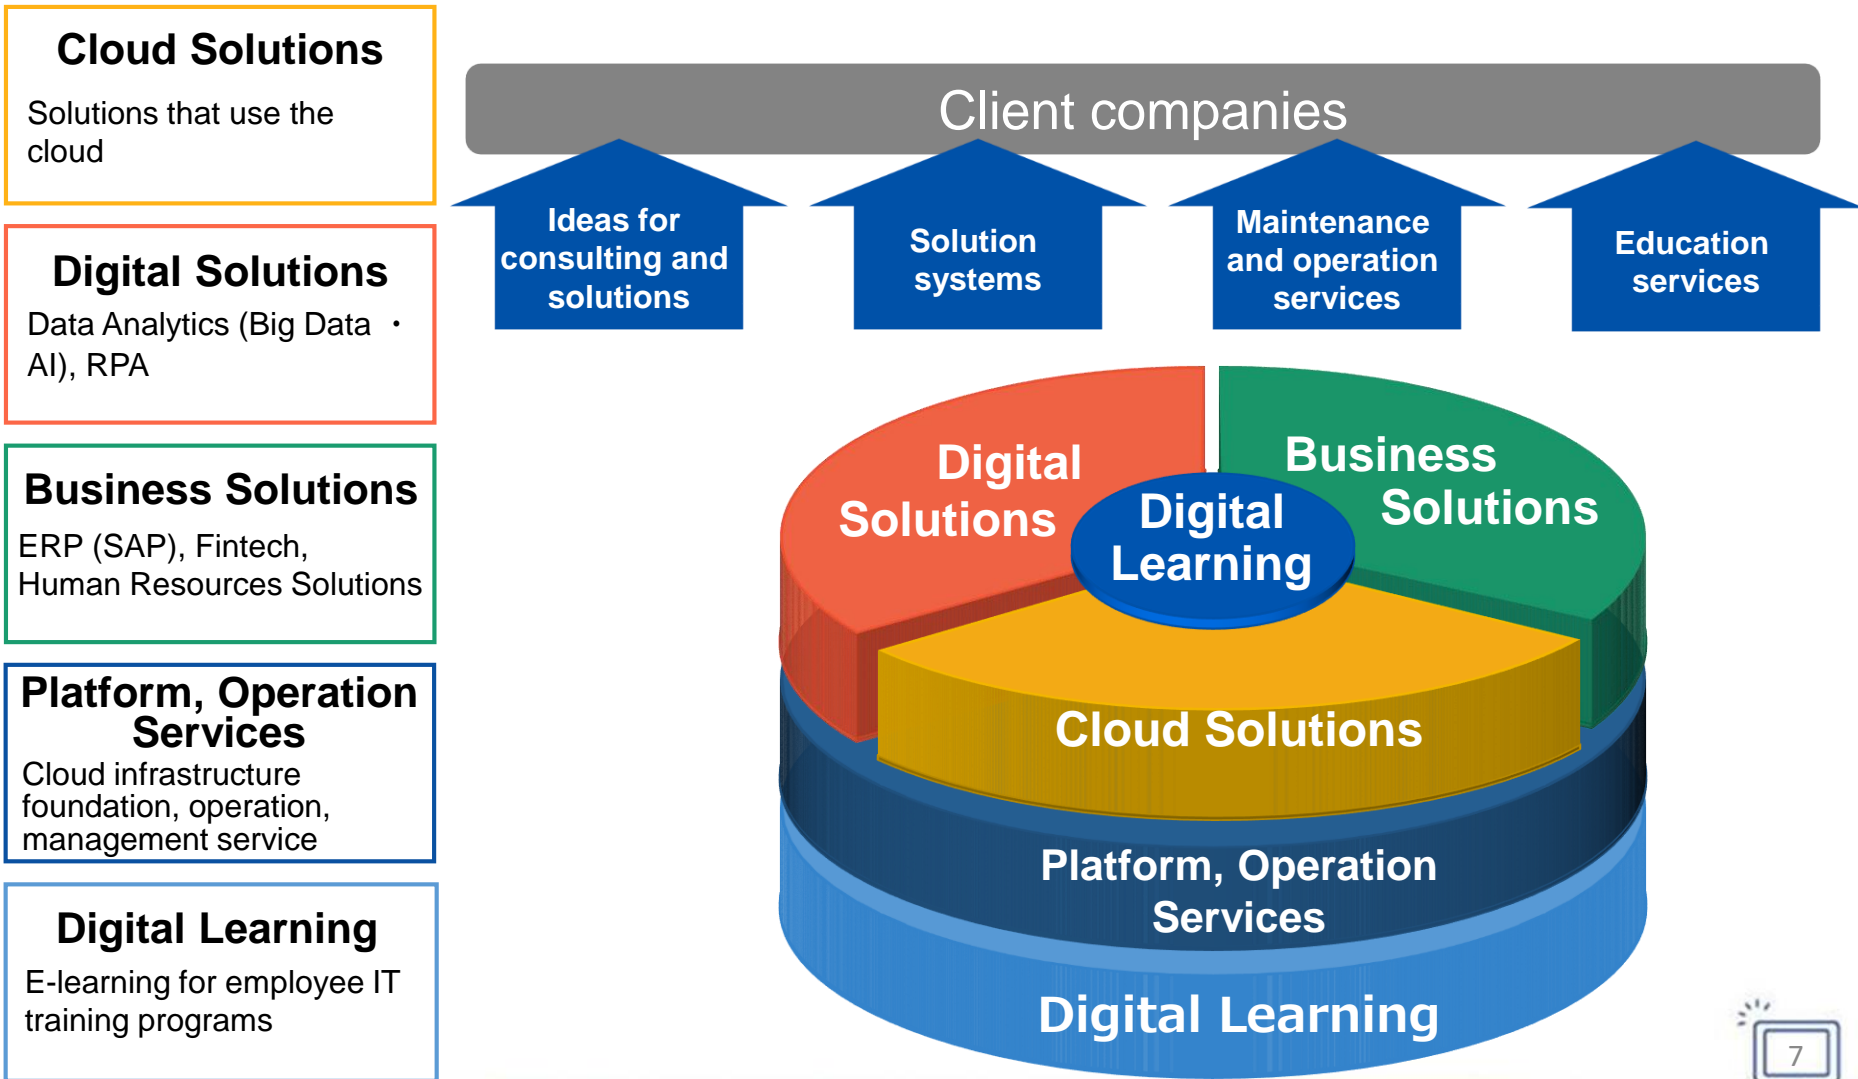 Cloud Solutions
Solutions that use the
cloud
Digital Solutions
Data Analytics (Big Data ・
AI), RPA
Business Solutions
ERP (SAP), Fintech,
Human Resources Solutions
Platform, Operation
Services
Cloud infrastructure
foundation, operation,
management service
Digital Learning
E-learning for employee IT
training programs
Client companies
Ideas for
consulting and
solutions
Solution
systems
Maintenance
and operation
services
Education
services
Digital
Solutions
Business
Solutions
Digital
Learning
Cloud Solutions
Platform, Operation
Services
Digital Learning
7